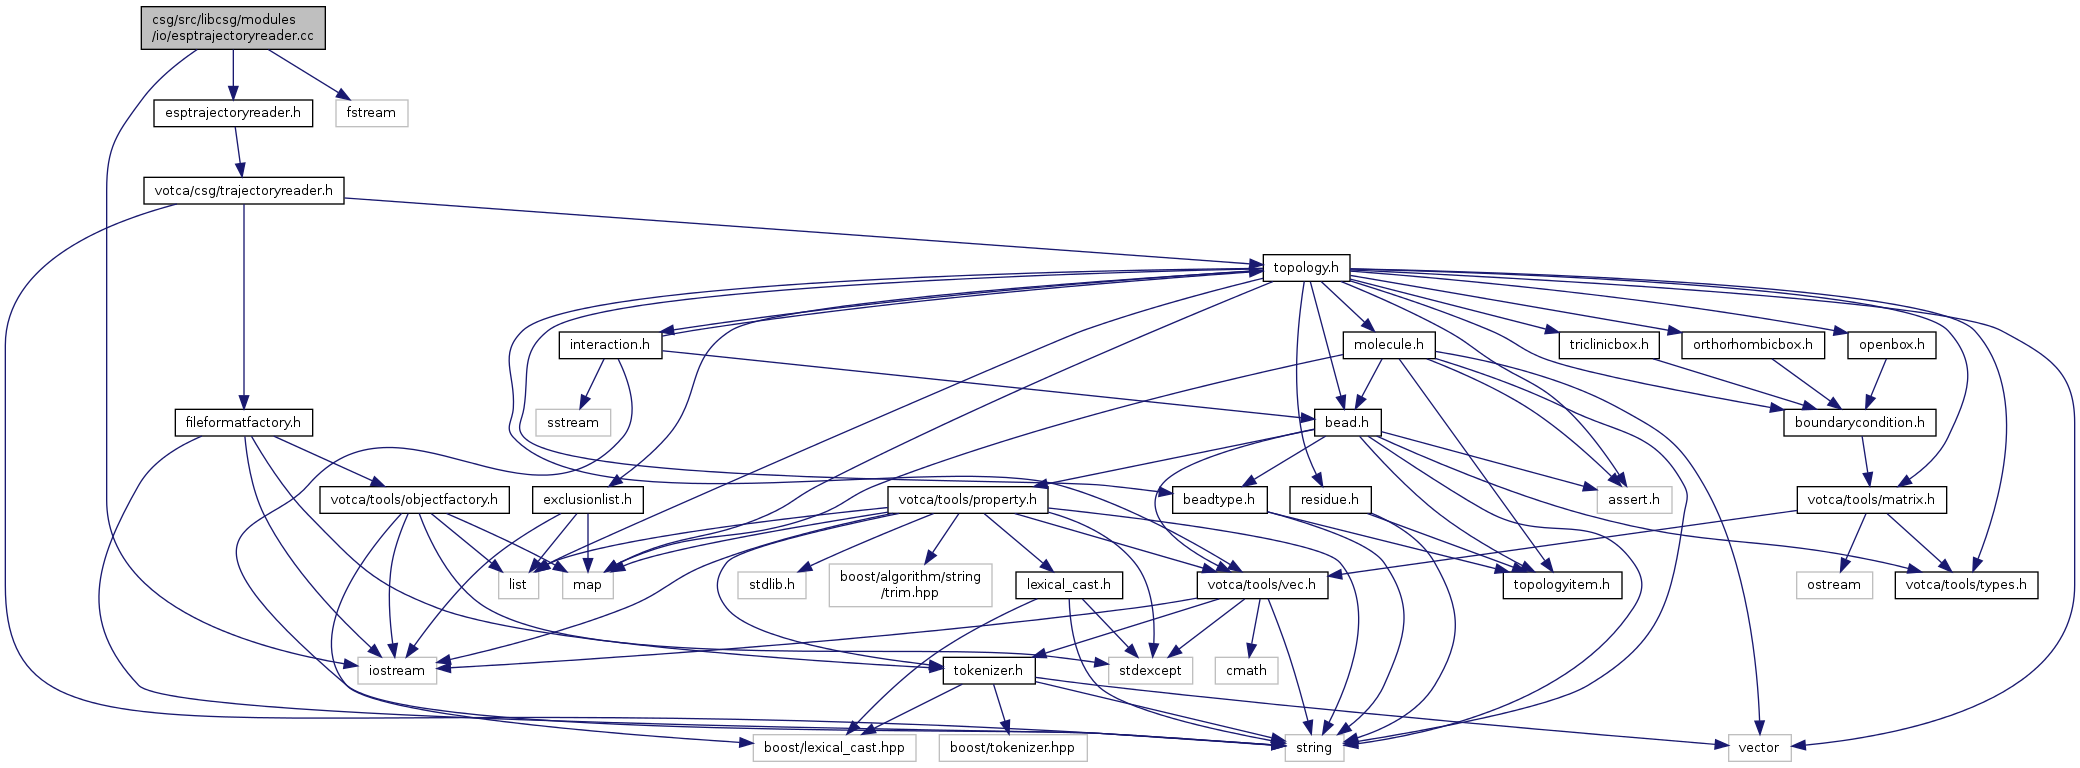 csg/src/libcsg/modules
/io/esptrajectoryreader.cc
esptrajectoryreader.h
fstream
votca/csg/trajectoryreader.h
topology.h
interaction.h
molecule.h
triclinicbox.h
orthorhombicbox.h
openbox.h
fileformatfactory.h
sstream
bead.h
boundarycondition.h
votca/tools/objectfactory.h
exclusionlist.h
votca/tools/property.h
beadtype.h
residue.h
assert.h
votca/tools/matrix.h
list
map
stdlib.h
boost/algorithm/string
/trim.hpp
lexical_cast.h
votca/tools/vec.h
topologyitem.h
ostream
votca/tools/types.h
iostream
tokenizer.h
stdexcept
cmath
boost/lexical_cast.hpp
boost/tokenizer.hpp
string
vector